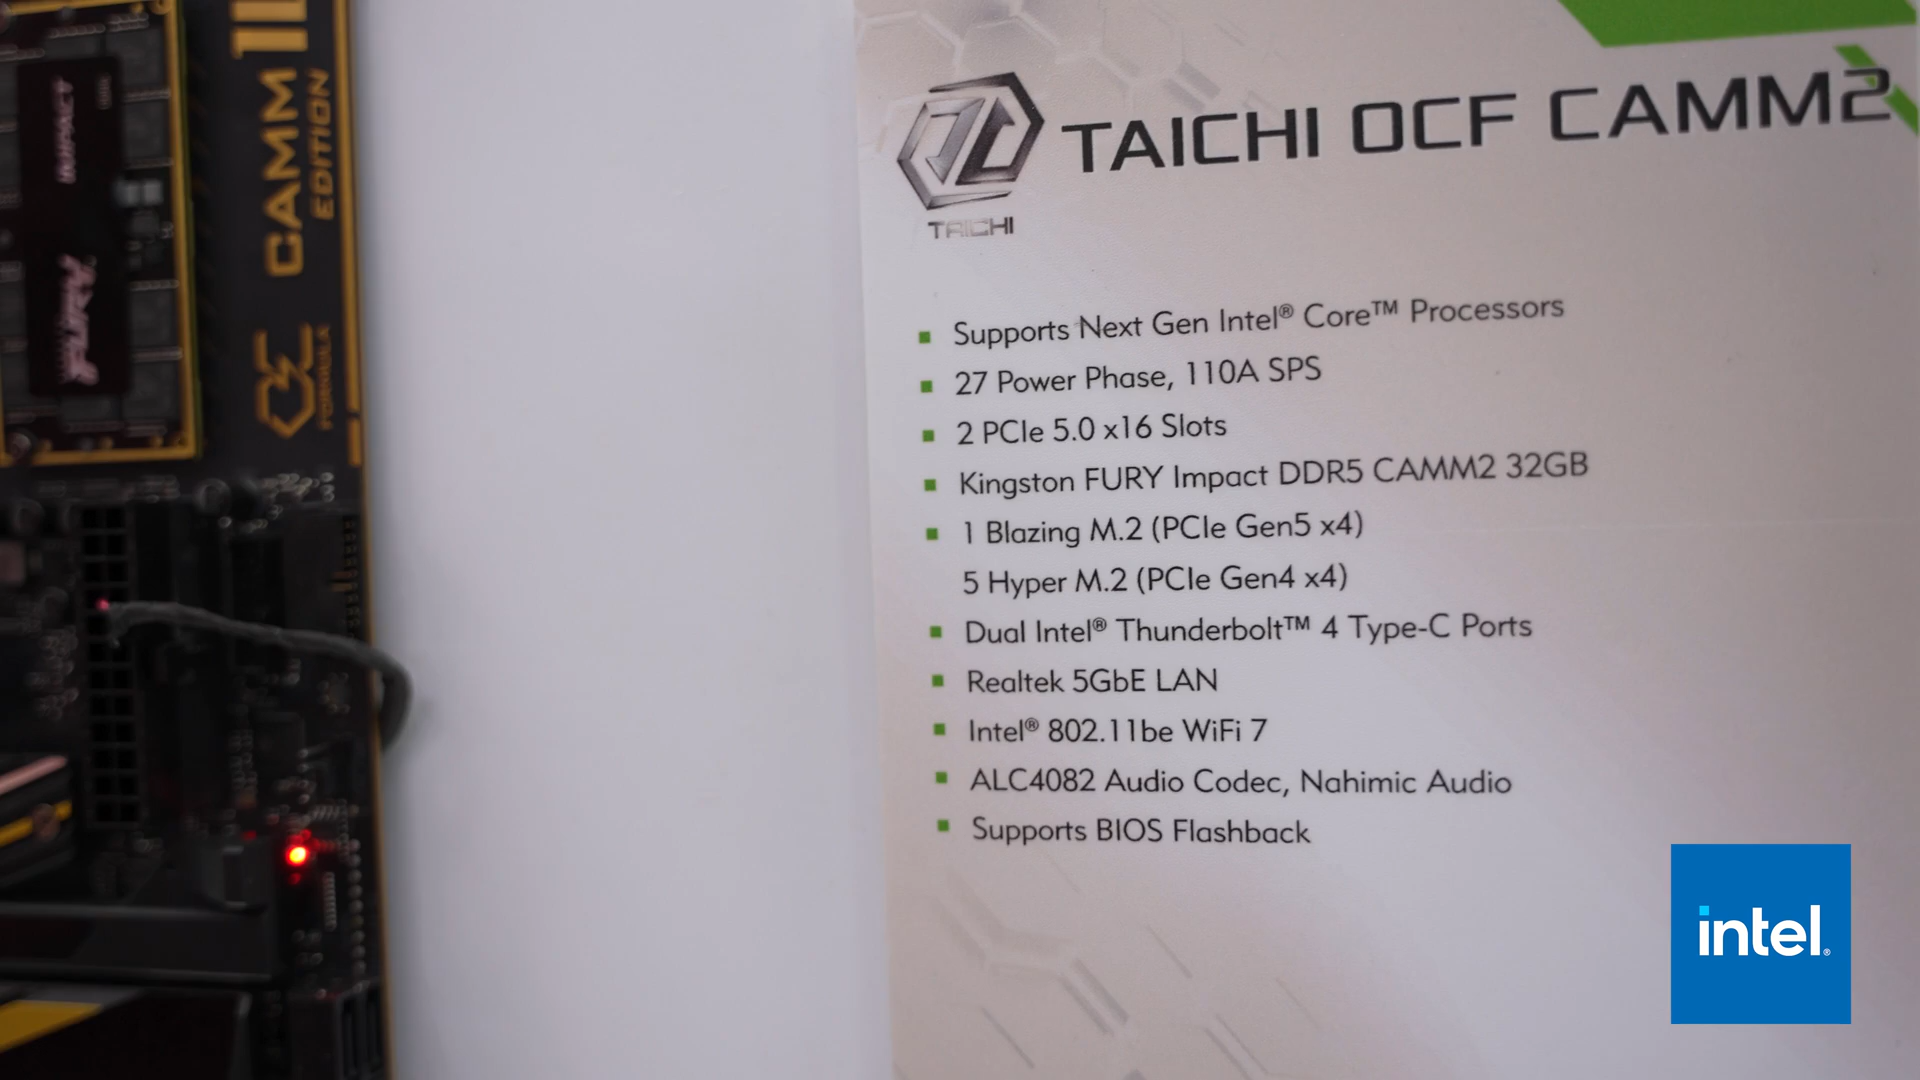 IMPACT
FURY
CAMM
EDITION
FORMULA
TAICHI OCF CAMM2
TAICHI
Supports Next Gen Intel® Core™ Processors
27 Power Phase, 110A SPS
2 PCIe 5.0 x16 Slots
Kingston FURY Impact DDR5 CAMM2 32GB
1 Blazing M.2 (PCIe Gen5 x4)
5 Hyper M.2 (PCIe Gen4 x4)
Dual Intel® Thunderbolt™ 4 Type-C Ports
Realtek 5GbE LAN
Intel® 802.11be WiFi 7
ALC4082 Audio Codec, Nahimic Audio
Supports BIOS Flashback
intel®